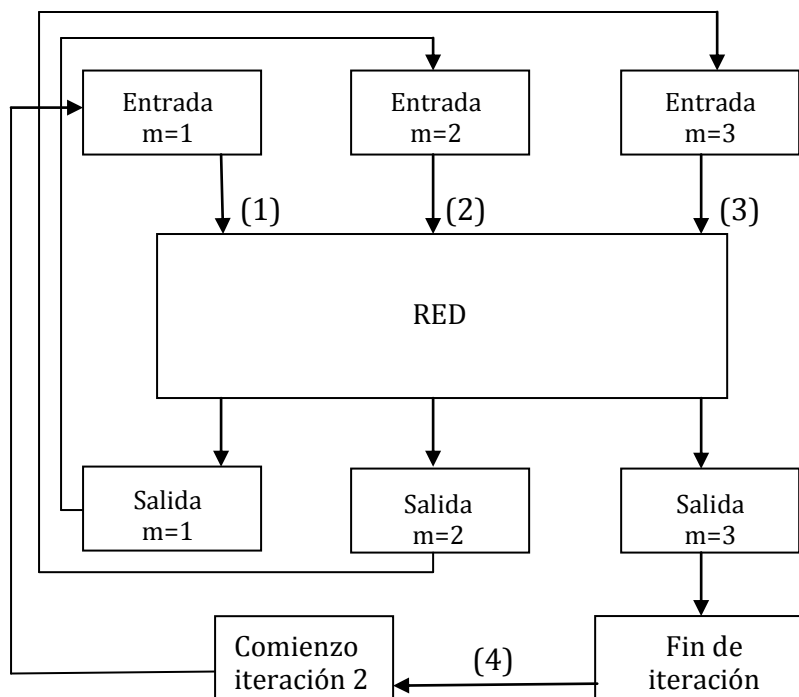 Entrada
m=1
Entrada
m=2
Entrada
m=3
(1)
(2)
(3)
RED
Salida
m=1
Salida
m=2
Salida
m=3
Comienzo
iteración 2
(4)
Fin de
iteración